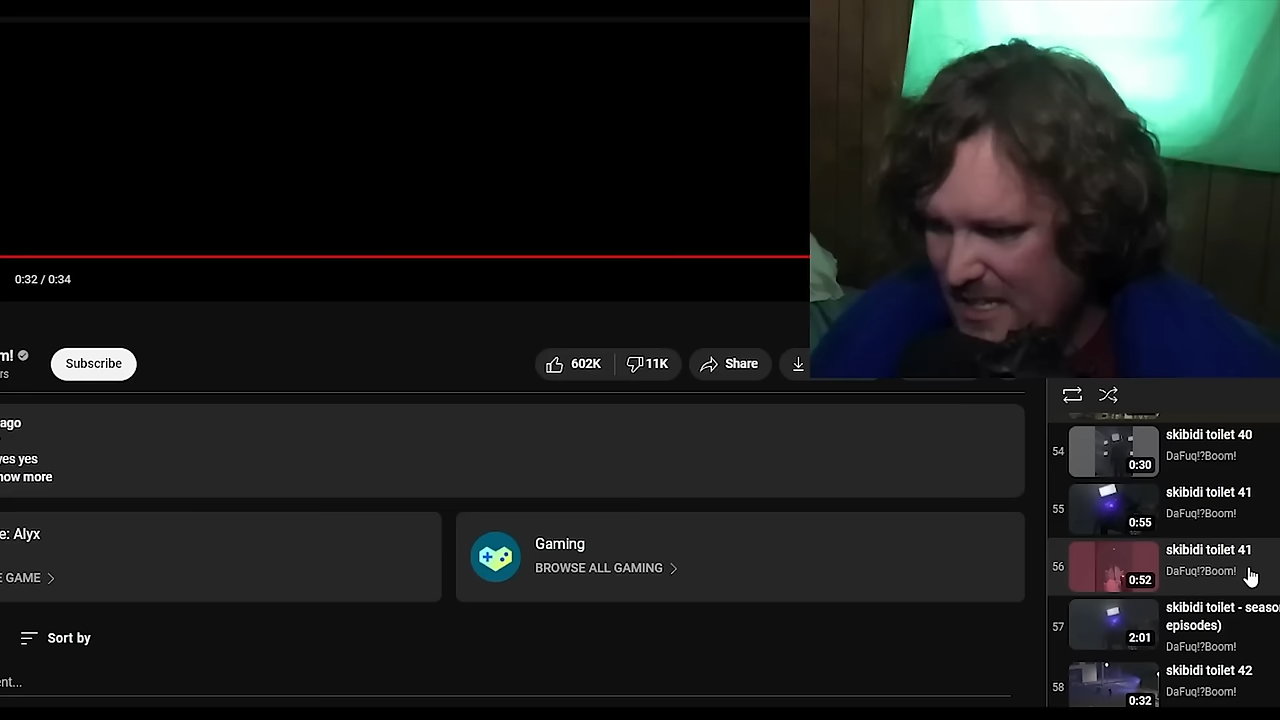 0:32 / 0:34
m!
Subscribe
rs
602K
11K
Share
ago
yes yes
how more
e: Alyx
E GAME
Gaming
BROWSE ALL GAMING
Sort by
ent...
54
0:30
skibidi toilet 40
DaFuq!?Boom!
55
0:55
skibidi toilet 41
DaFuq!?Boom!
56
0:52
skibidi toilet 41
DaFuq!?Boom!
57
2:01
skibidi toilet - seaso
episodes)
DaFuq!?Boom!
58
0:32
skibidi toilet 42
DaFuq!?Boom!